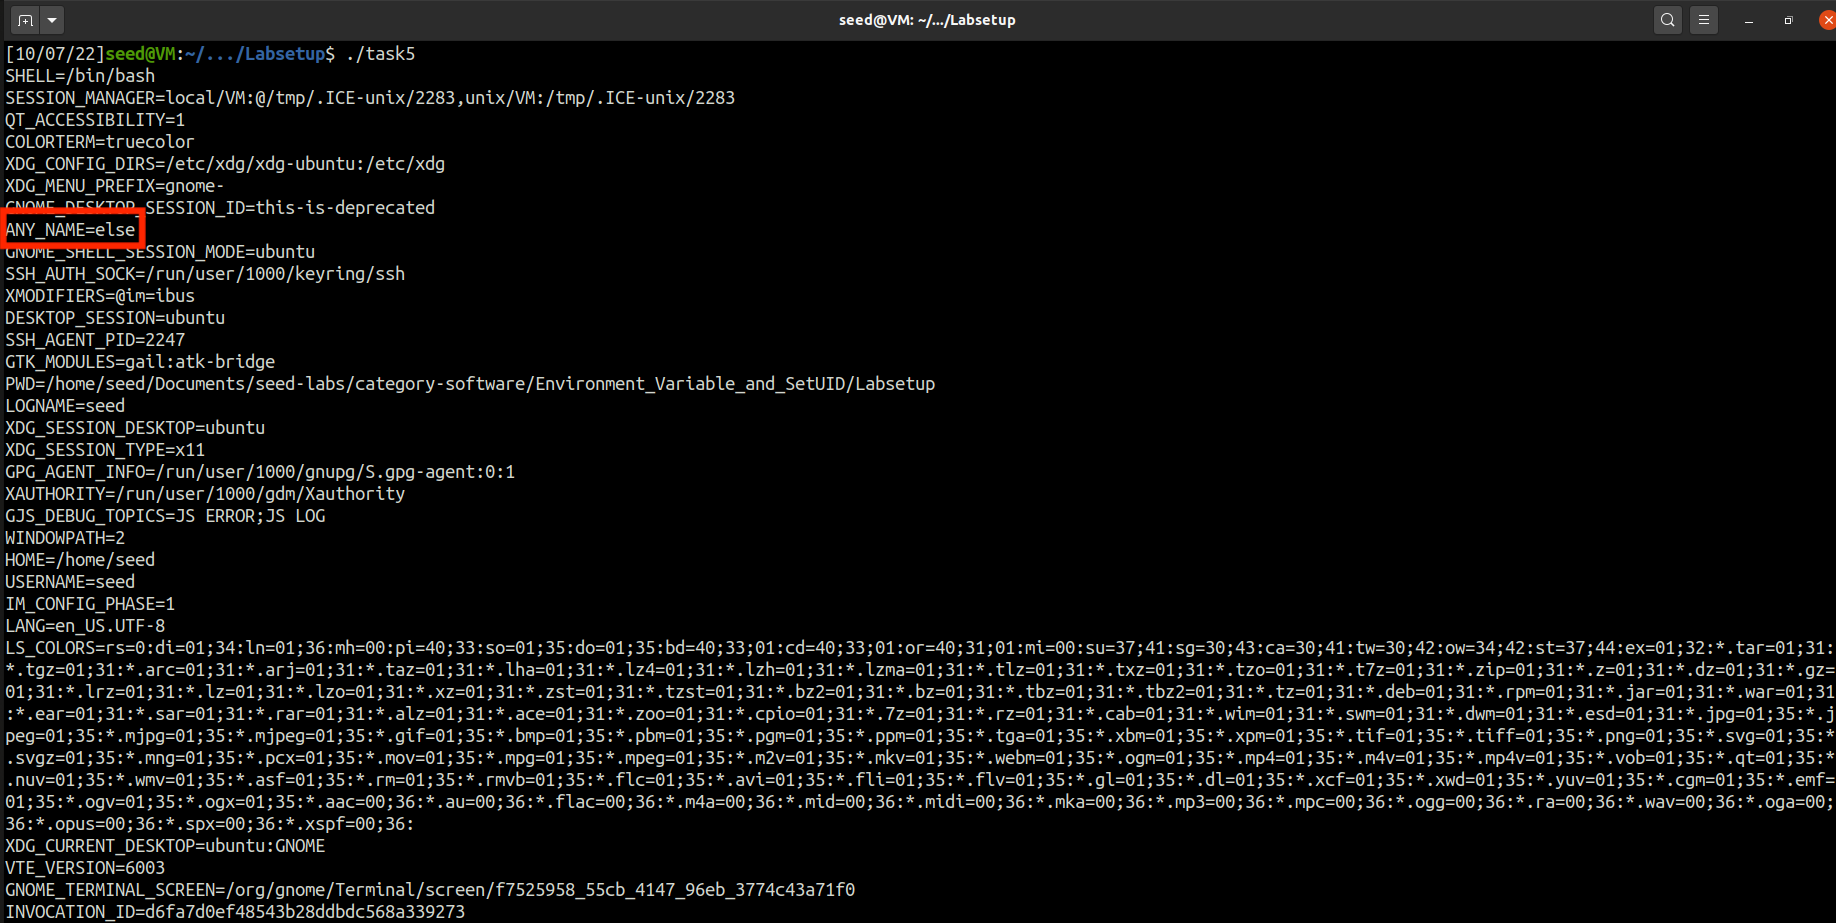 seed@VM: ~/.../Labsetup
[10/07/22]seed@VM:~/.../Labsetup$ ./task5
SHELL=/bin/bash
SESSION_MANAGER=local/VM:@/tmp/.ICE-unix/2283,unix/VM:/tmp/.ICE-unix/2283
QT_ACCESSIBILITY=1
COLORTERM=truecolor
XDG_CONFIG_DIRS=/etc/xdg/xdg-ubuntu:/etc/xdg
XDG_MENU_PREFIX=gnome-
GNOME_DESKTOP_SESSION_ID=this-is-deprecated
ANY_NAME=else
GNOME_SHELL_SESSION_MODE=ubuntu
SSH_AUTH_SOCK=/run/user/1000/keyring/ssh
XMODIFIERS=@im=ibus
DESKTOP_SESSION=ubuntu
SSH_AGENT_PID=2247
GTK_MODULES=gail:atk-bridge
PWD=/home/seed/Documents/seed-labs/category-software/Environment_Variable_and_SetUID/Labsetup
LOGNAME=seed
XDG_SESSION_DESKTOP=ubuntu
XDG_SESSION_TYPE=x11
GPG_AGENT_INFO=/run/user/1000/gnupg/S.gpg-agent:0:1
XAUTHORITY=/run/user/1000/gdm/Xauthority
GJS_DEBUG_TOPICS=JS ERROR;JS LOG
WINDOWPATH=2
HOME=/home/seed
USERNAME=seed
IM_CONFIG_PHASE=1
LANG=en_US.UTF-8
LS_COLORS=rs=0:di=01;34:ln=01;36:mh=00:pi=40;33:so=01;35:do=01;35:bd=40;33;01:cd=40;33;01:or=40;31;01:mi=00:su=37;41:sg=30;43:ca=30;41:tw=30;42:ow=34;42:st=37;44:ex=01;32:*.tar=01;31:
*.tgz=01;31:*.arc=01;31:*.arj=01;31:*.taz=01;31:*.lha=01;31:*.lz4=01;31:*.lzh=01;31:*.lzma=01;31:*.tlz=01;31:*.txz=01;31:*.tzo=01;31:*.t7z=01;31:*.zip=01;31:*.z=01;31:*.dz=01;31:*.gz=
01;31:*.lrz=01;31:*.lz=01;31:*.lzo=01;31:*.xz=01;31:*.zst=01;31:*.tzst=01;31:*.bz2=01;31:*.bz=01;31:*.tbz=01;31:*.tbz2=01;31:*.tz=01;31:*.deb=01;31:*.rpm=01;31:*.jar=01;31:*.war=01;31
:*.ear=01;31:*.sar=01;31:*.rar=01;31:*.alz=01;31:*.ace=01;31:*.zoo=01;31:*.cpio=01;31:*.7z=01;31:*.rz=01;31:*.cab=01;31:*.wim=01;31:*.swm=01;31:*.dwm=01;31:*.esd=01;31:*.jpg=01;35:*.j
peg=01;35:*.mjpg=01;35:*.mjpeg=01;35:*.gif=01;35:*.bmp=01;35:*.pbm=01;35:*.pgm=01;35:*.ppm=01;35:*.tga=01;35:*.xbm=01;35:*.xpm=01;35:*.tif=01;35:*.tiff=01;35:*.png=01;35:*.svg=01;35:*
.svgz=01;35:*.mng=01;35:*.pcx=01;35:*.mov=01;35:*.mpg=01;35:*.mpeg=01;35:*.m2v=01;35:*.mkv=01;35:*.webm=01;35:*.ogm=01;35:*.mp4=01;35:*.m4v=01;35:*.mp4v=01;35:*.vob=01;35:*.qt=01;35:*
.nuv=01;35:*.wmv=01;35:*.asf=01;35:*.rm=01;35:*.rmvb=01;35:*.flc=01;35:*.avi=01;35:*.fli=01;35:*.flv=01;35:*.gl=01;35:*.dl=01;35:*.xcf=01;35:*.xwd=01;35:*.yuv=01;35:*.cgm=01;35:*.emf=
01;35:*.ogv=01;35:*.ogx=01;35:*.aac=00;36:*.au=00;36:*.flac=00;36:*.m4a=00;36:*.mid=00;36:*.midi=00;36:*.mka=00;36:*.mp3=00;36:*.mpc=00;36:*.ogg=00;36:*.ra=00;36:*.wav=00;36:*.oga=00;
36:*.opus=00;36:*.spx=00;36:*.xspf=00;36:
XDG_CURRENT_DESKTOP=ubuntu:GNOME
VTE_VERSION=6003
GNOME_TERMINAL_SCREEN=/org/gnome/Terminal/screen/f7525958_55cb_4147_96eb_3774c43a71f0
INVOCATION_ID=d6fa7d0ef48543b28ddbdc568a339273